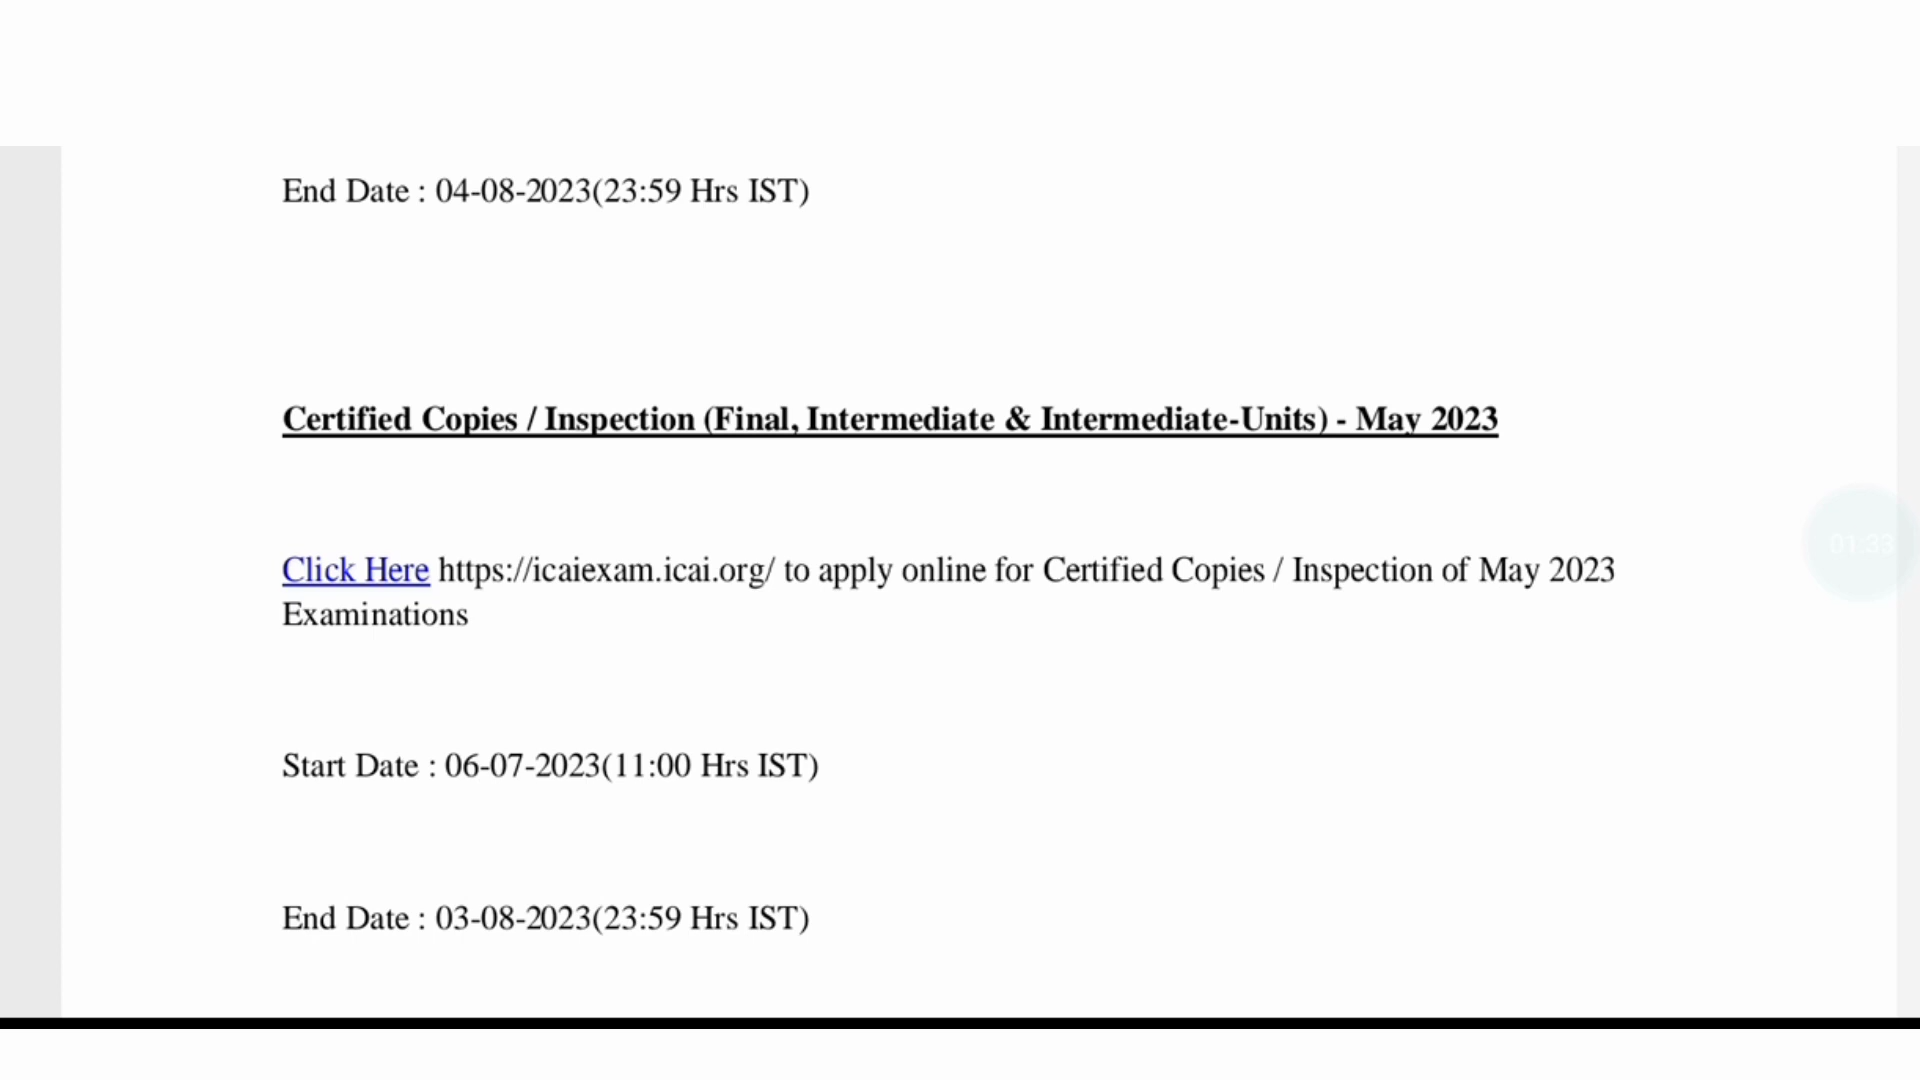 End Date : 04-08-2023(23:59 Hrs IST)
Certified Copies / Inspection (Final, Intermediate & Intermediate-Units) - May 2023
Click Here https://icaiexam.icai.org/ to apply online for Certified Copies / Inspection of May 2023
Examinations
01:33
Start Date : 06-07-2023(11:00 Hrs IST)
End Date : 03-08-2023(23:59 Hrs IST)